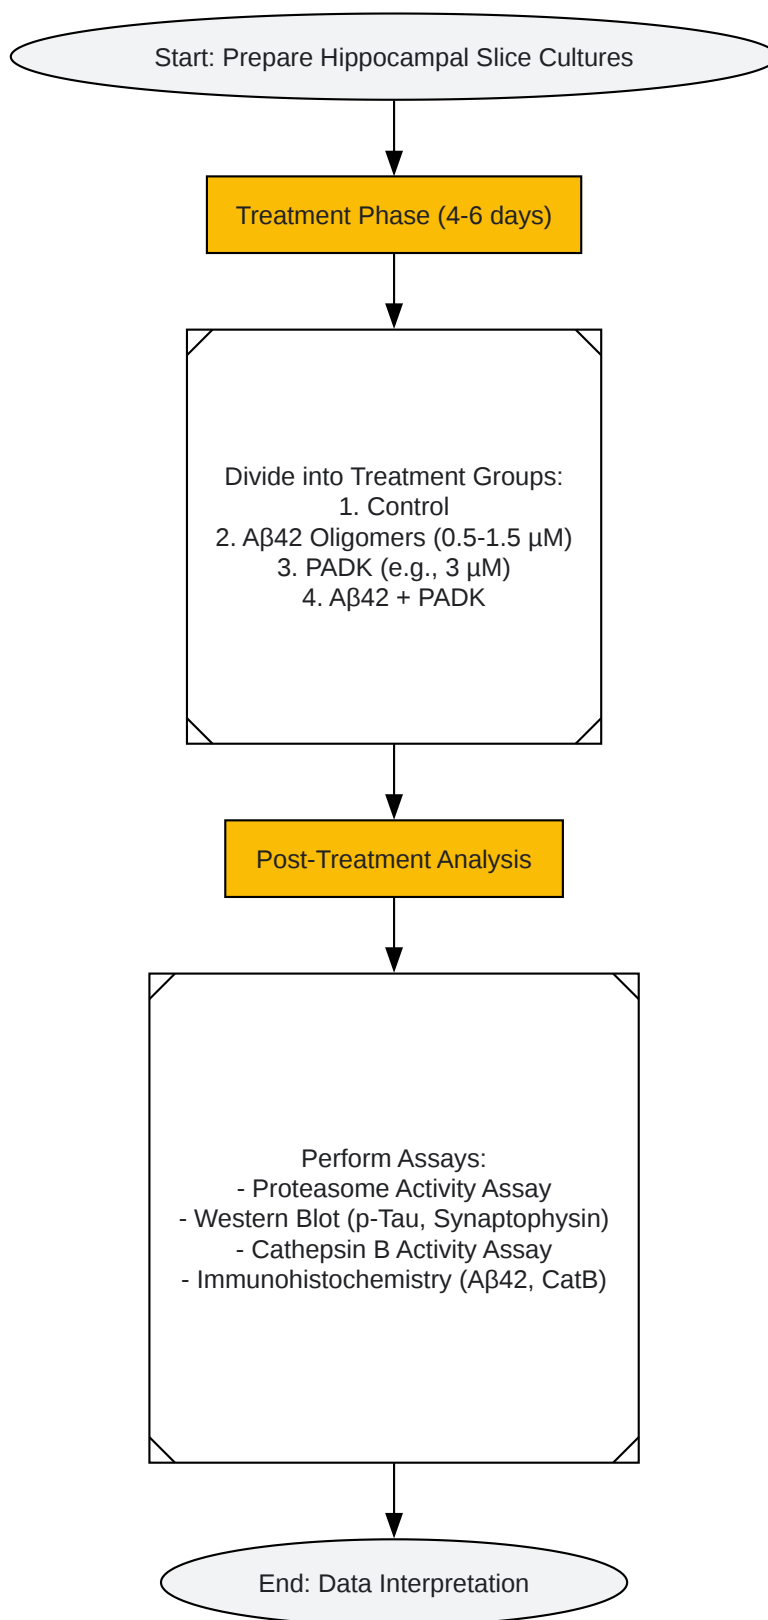 Start: Prepare Hippocampal Slice Cultures
Treatment Phase (4-6 days)
Divide into Treatment Groups:
1. Control
2. Aβ42 Oligomers (0.5-1.5 µM)
3. PADK (e.g., 3 µM)
4. Aβ42 + PADK
Post-Treatment Analysis
Perform Assays:
- Proteasome Activity Assay
- Western Blot (p-Tau, Synaptophysin)
- Cathepsin B Activity Assay
- Immunohistochemistry (Aβ42, CatB)
End: Data Interpretation